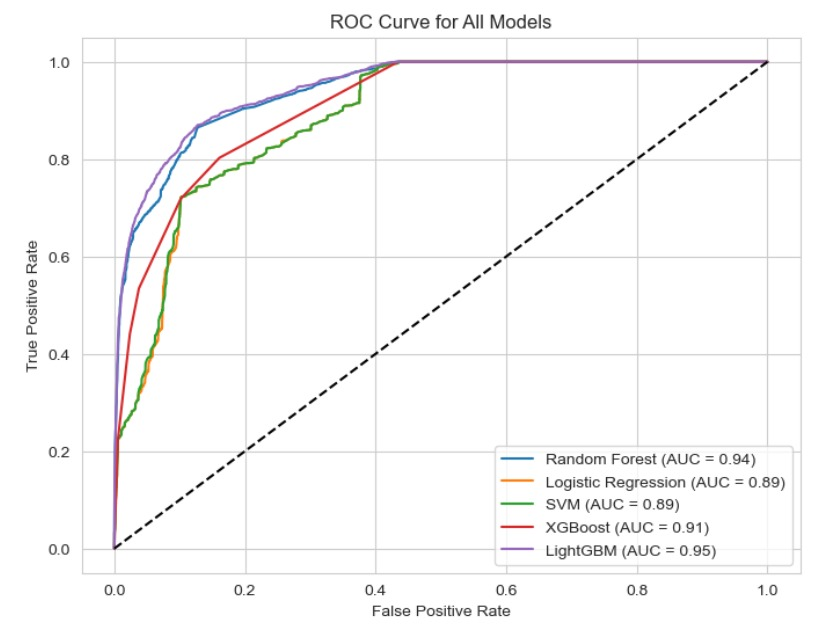 ROC Curve for All Models
1.0
0.8
0.6
0.4
0.2
0.0
True Positive Rate
Random Forest (AUC = 0.94)
Logistic Regression (AUC = 0.89)
SVM (AUC = 0.89)
XGBoost (AUC = 0.91)
LightGBM (AUC = 0.95)
0.0 0.2 0.4 0.6 0.8 1.0
False Positive Rate